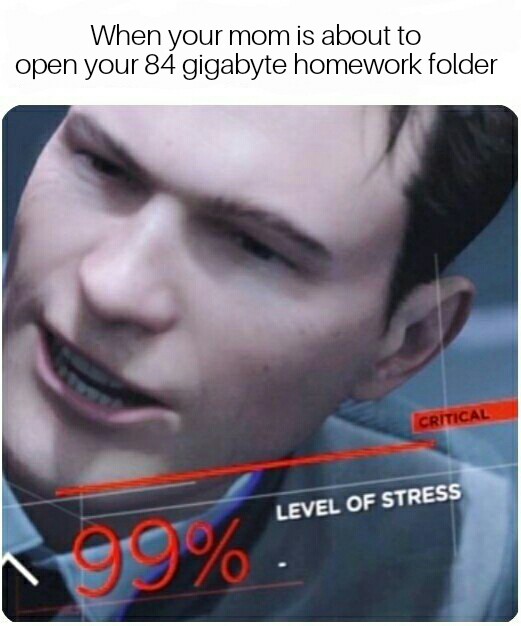 When your mom is about to
open your 84 gigabyte homework folder
CRITICAL
LEVEL OF STRESS
99%